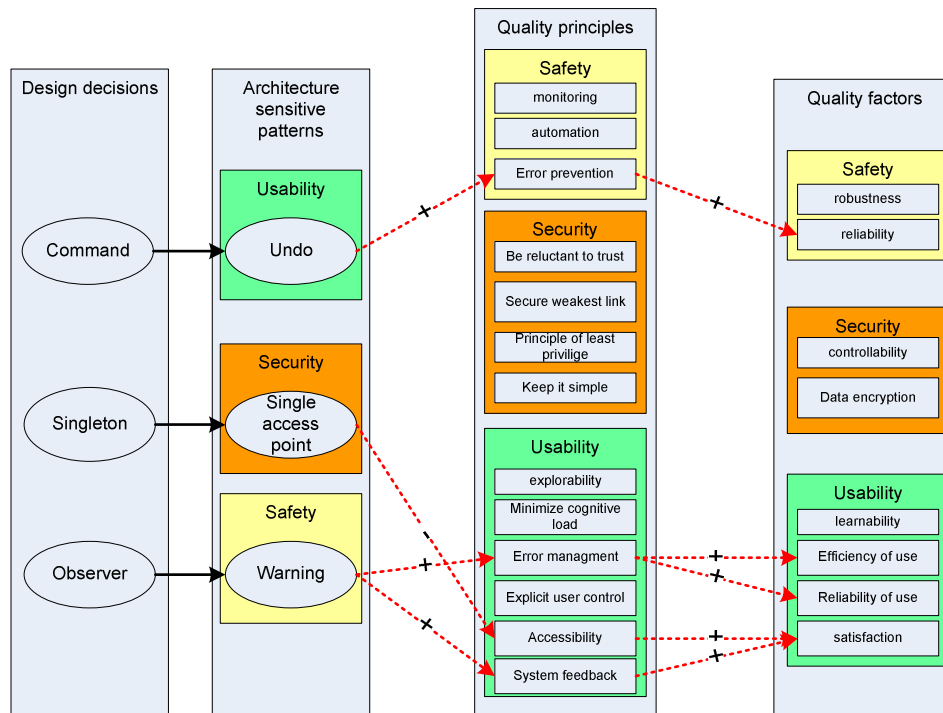 Design decisions
Command
Singleton
Observer
Architecture
sensitive
patterns
Usability
Undo
Security
Single
access
point
Safety
Warning
Quality principles
Safety
monitoring
automation
Error prevention
Security
Be reluctant to trust
Secure weakest link
Principle of least
privilige
Keep it simple
Usability
explorability
Minimize cognitive
load
Error managment
Explicit user control
Accessibility
System feedback
Quality factors
Safety
robustness
reliability
Security
controllability
Data encryption
Usability
learnability
Efficiency of use
Reliability of use
satisfaction
+
+
-
+
+
+
+
+
+